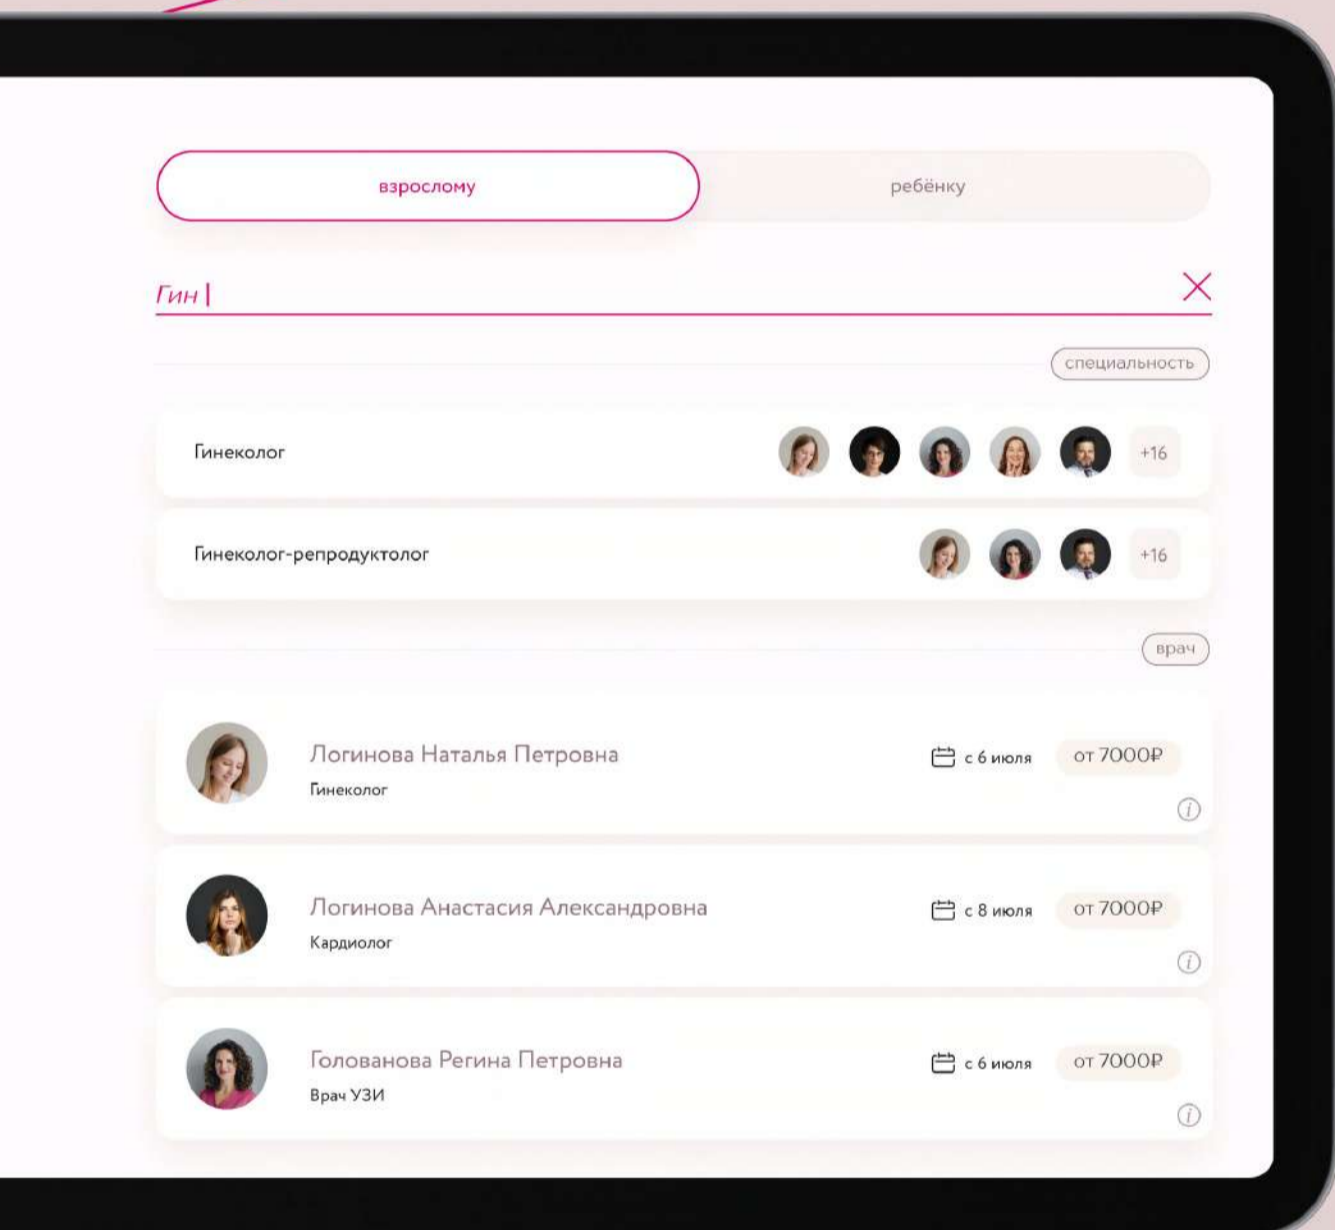 взрослому
ребёнку
Гин
специальность
Гинеколог
+16
Гинеколог-репродуктолог
+16
врач
Логинова Наталья Петровна
с 6 июля
от 7000₽
Гинеколог
Логинова Анастасия Александровна
с 8 июля
от 7000₽
Кардиолог
Голованова Регина Петровна
с 6 июля
от 7000₽
Врач УЗИ